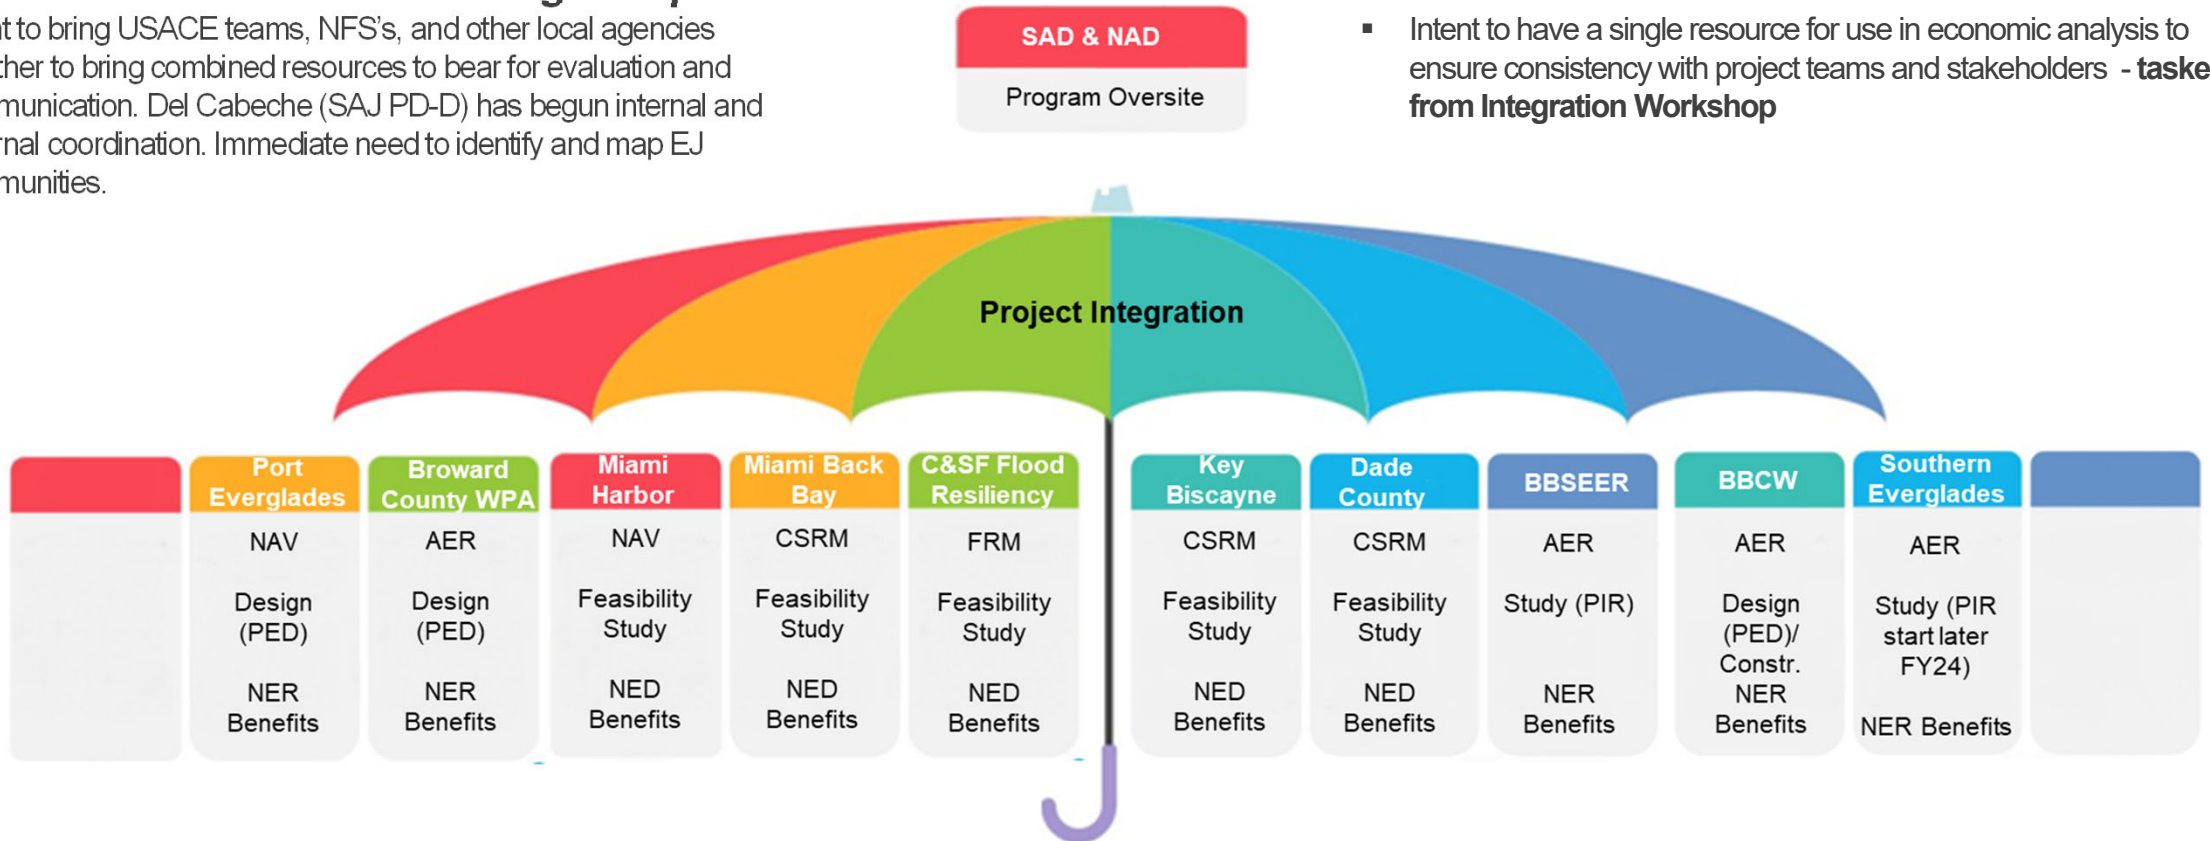 t to bring USACE teams, NFS's, and other local agencies
ther to bring combined resources to bear for evaluation and
munication. Del Cabeche (SAJ PD-D) has begun internal and
rnal coordination. Immediate need to identify and map EJ
munities.
SAD & NAD
Program Oversite
▪ Intent to have a single resource for use in economic analysis to
ensure consistency with project teams and stakeholders - taske
from Integration Workshop
Project Integration
Port
Everglades
NAV
Design
(PED)
NER
Benefits
Broward
County WPA
AER
Design
(PED)
NER
Benefits
Miami
Harbor
NAV
Feasibility
Study
NED
Benefits
Miami Back
Bay
CSRM
Feasibility
Study
NED
Benefits
C&SF Flood
Resiliency
FRM
Feasibility
Study
NED
Benefits
Key
Biscayne
CSRM
Feasibility
Study
NED
Benefits
Dade
County
CSRM
Feasibility
Study
NED
Benefits
BBSEER
AER
Study (PIR)
NER
Benefits
BBCW
AER
Design
(PED)/
Constr.
NER
Benefits
Southern
Everglades
AER
Study (PIR
start later
FY24)
NER Benefits